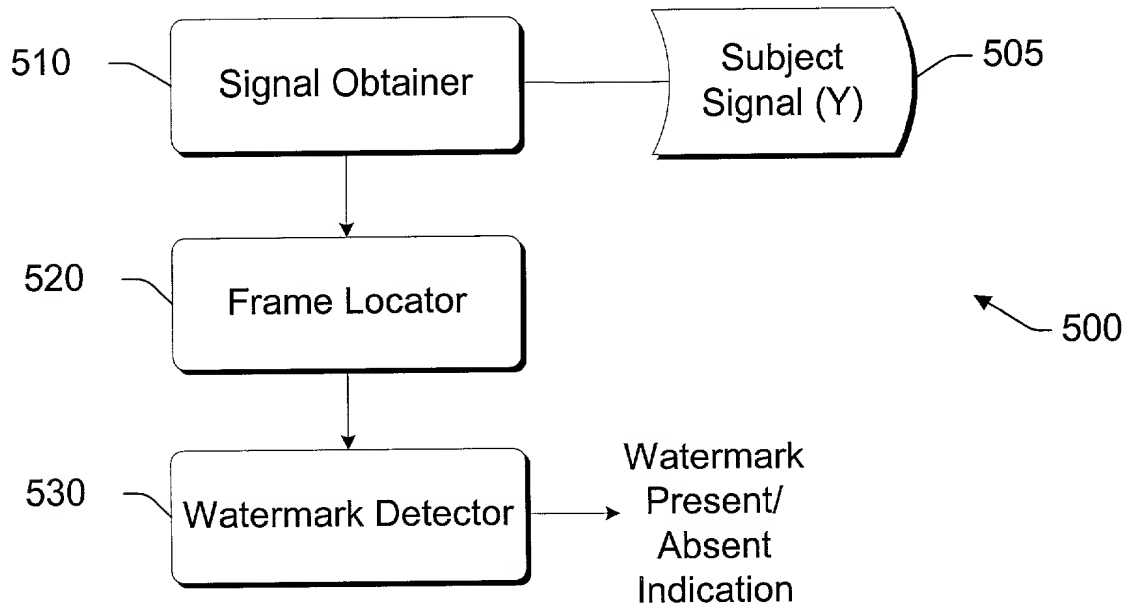 510
Signal Obtainer
Subject
Signal (Y)
505
520
Frame Locator
500
530
Watermark Detector
Watermark
Present/
Absent
Indication